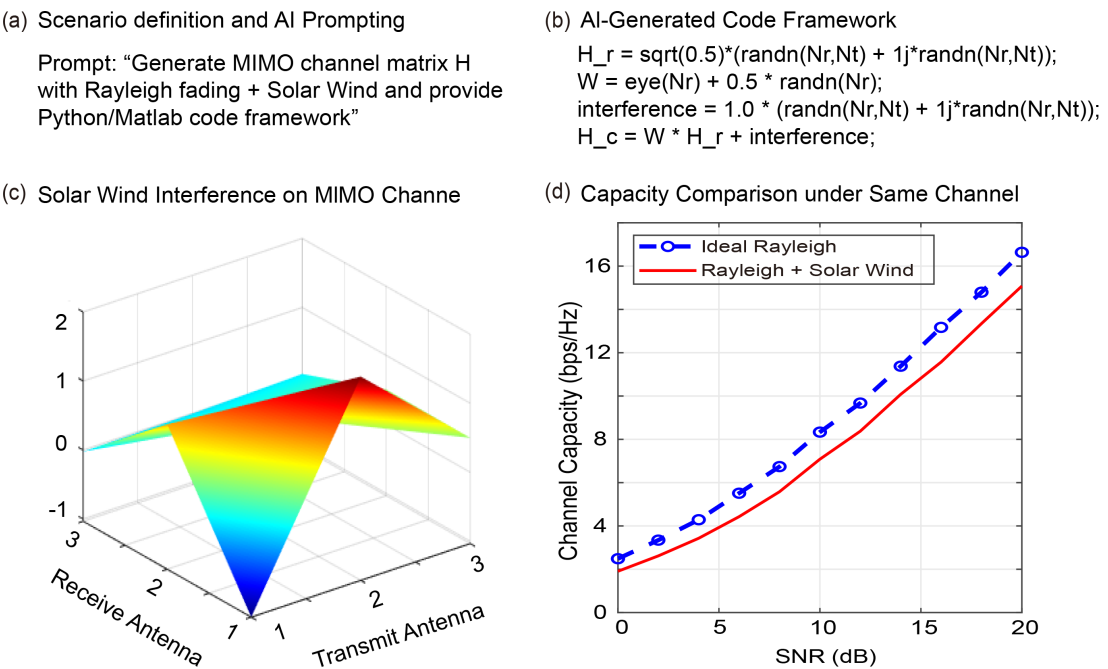 (a) Scenario definition and AI Prompting
Prompt: “Generate MIMO channel matrix H
with Rayleigh fading + Solar Wind and provide
Python/Matlab code framework”
(b) AI-Generated Code Framework
H_r = sqrt(0.5)*(randn(Nr,Nt) + 1j*randn(Nr,Nt));
W = eye(Nr) + 0.5 * randn(Nr);
interference = 1.0 * (randn(Nr,Nt) + 1j*randn(Nr,Nt));
H_c = W * H_r + interference;
(c) Solar Wind Interference on MIMO Channe
2
1
0
-1
3
2
1
Receive Antenna
1
2
3
Transmit Antenna
(d) Capacity Comparison under Same Channel
Ideal Rayleigh
Rayleigh + Solar Wind
Channel Capacity (bps/Hz)
16
12
8
4
0
0 5 10 15 20
SNR (dB)